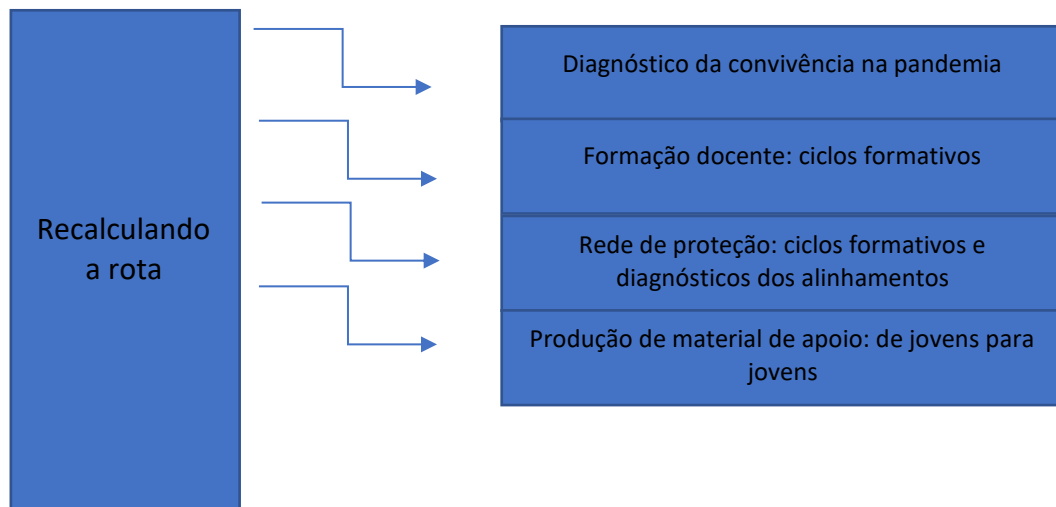 Recalculando
a rota
Diagnóstico da convivência na pandemia
Formação docente: ciclos formativos
Rede de proteção: ciclos formativos e
diagnósticos dos alinhamentos
Produção de material de apoio: de jovens para
jovens